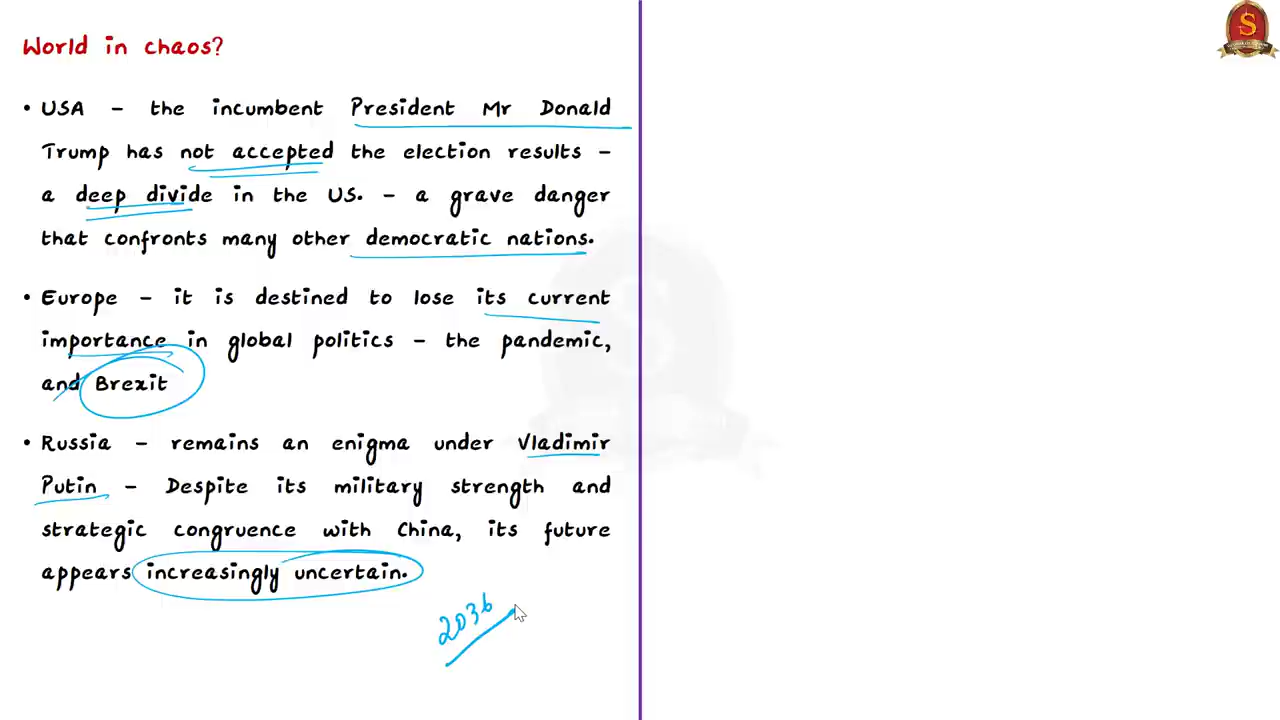 World in chaos?
• USA – the incumbent President Mr Donald
Trump has not accepted the election results –
a deep divide in the US. – a grave danger
that confronts many other democratic nations.
• Europe – it is destined to lose its current
importance in global politics – the pandemic,
and Brexit
• Russia – remains an enigma under Vladimir
Putin – Despite its military strength and
strategic congruence with China, its future
appears increasingly uncertain.
2036
S